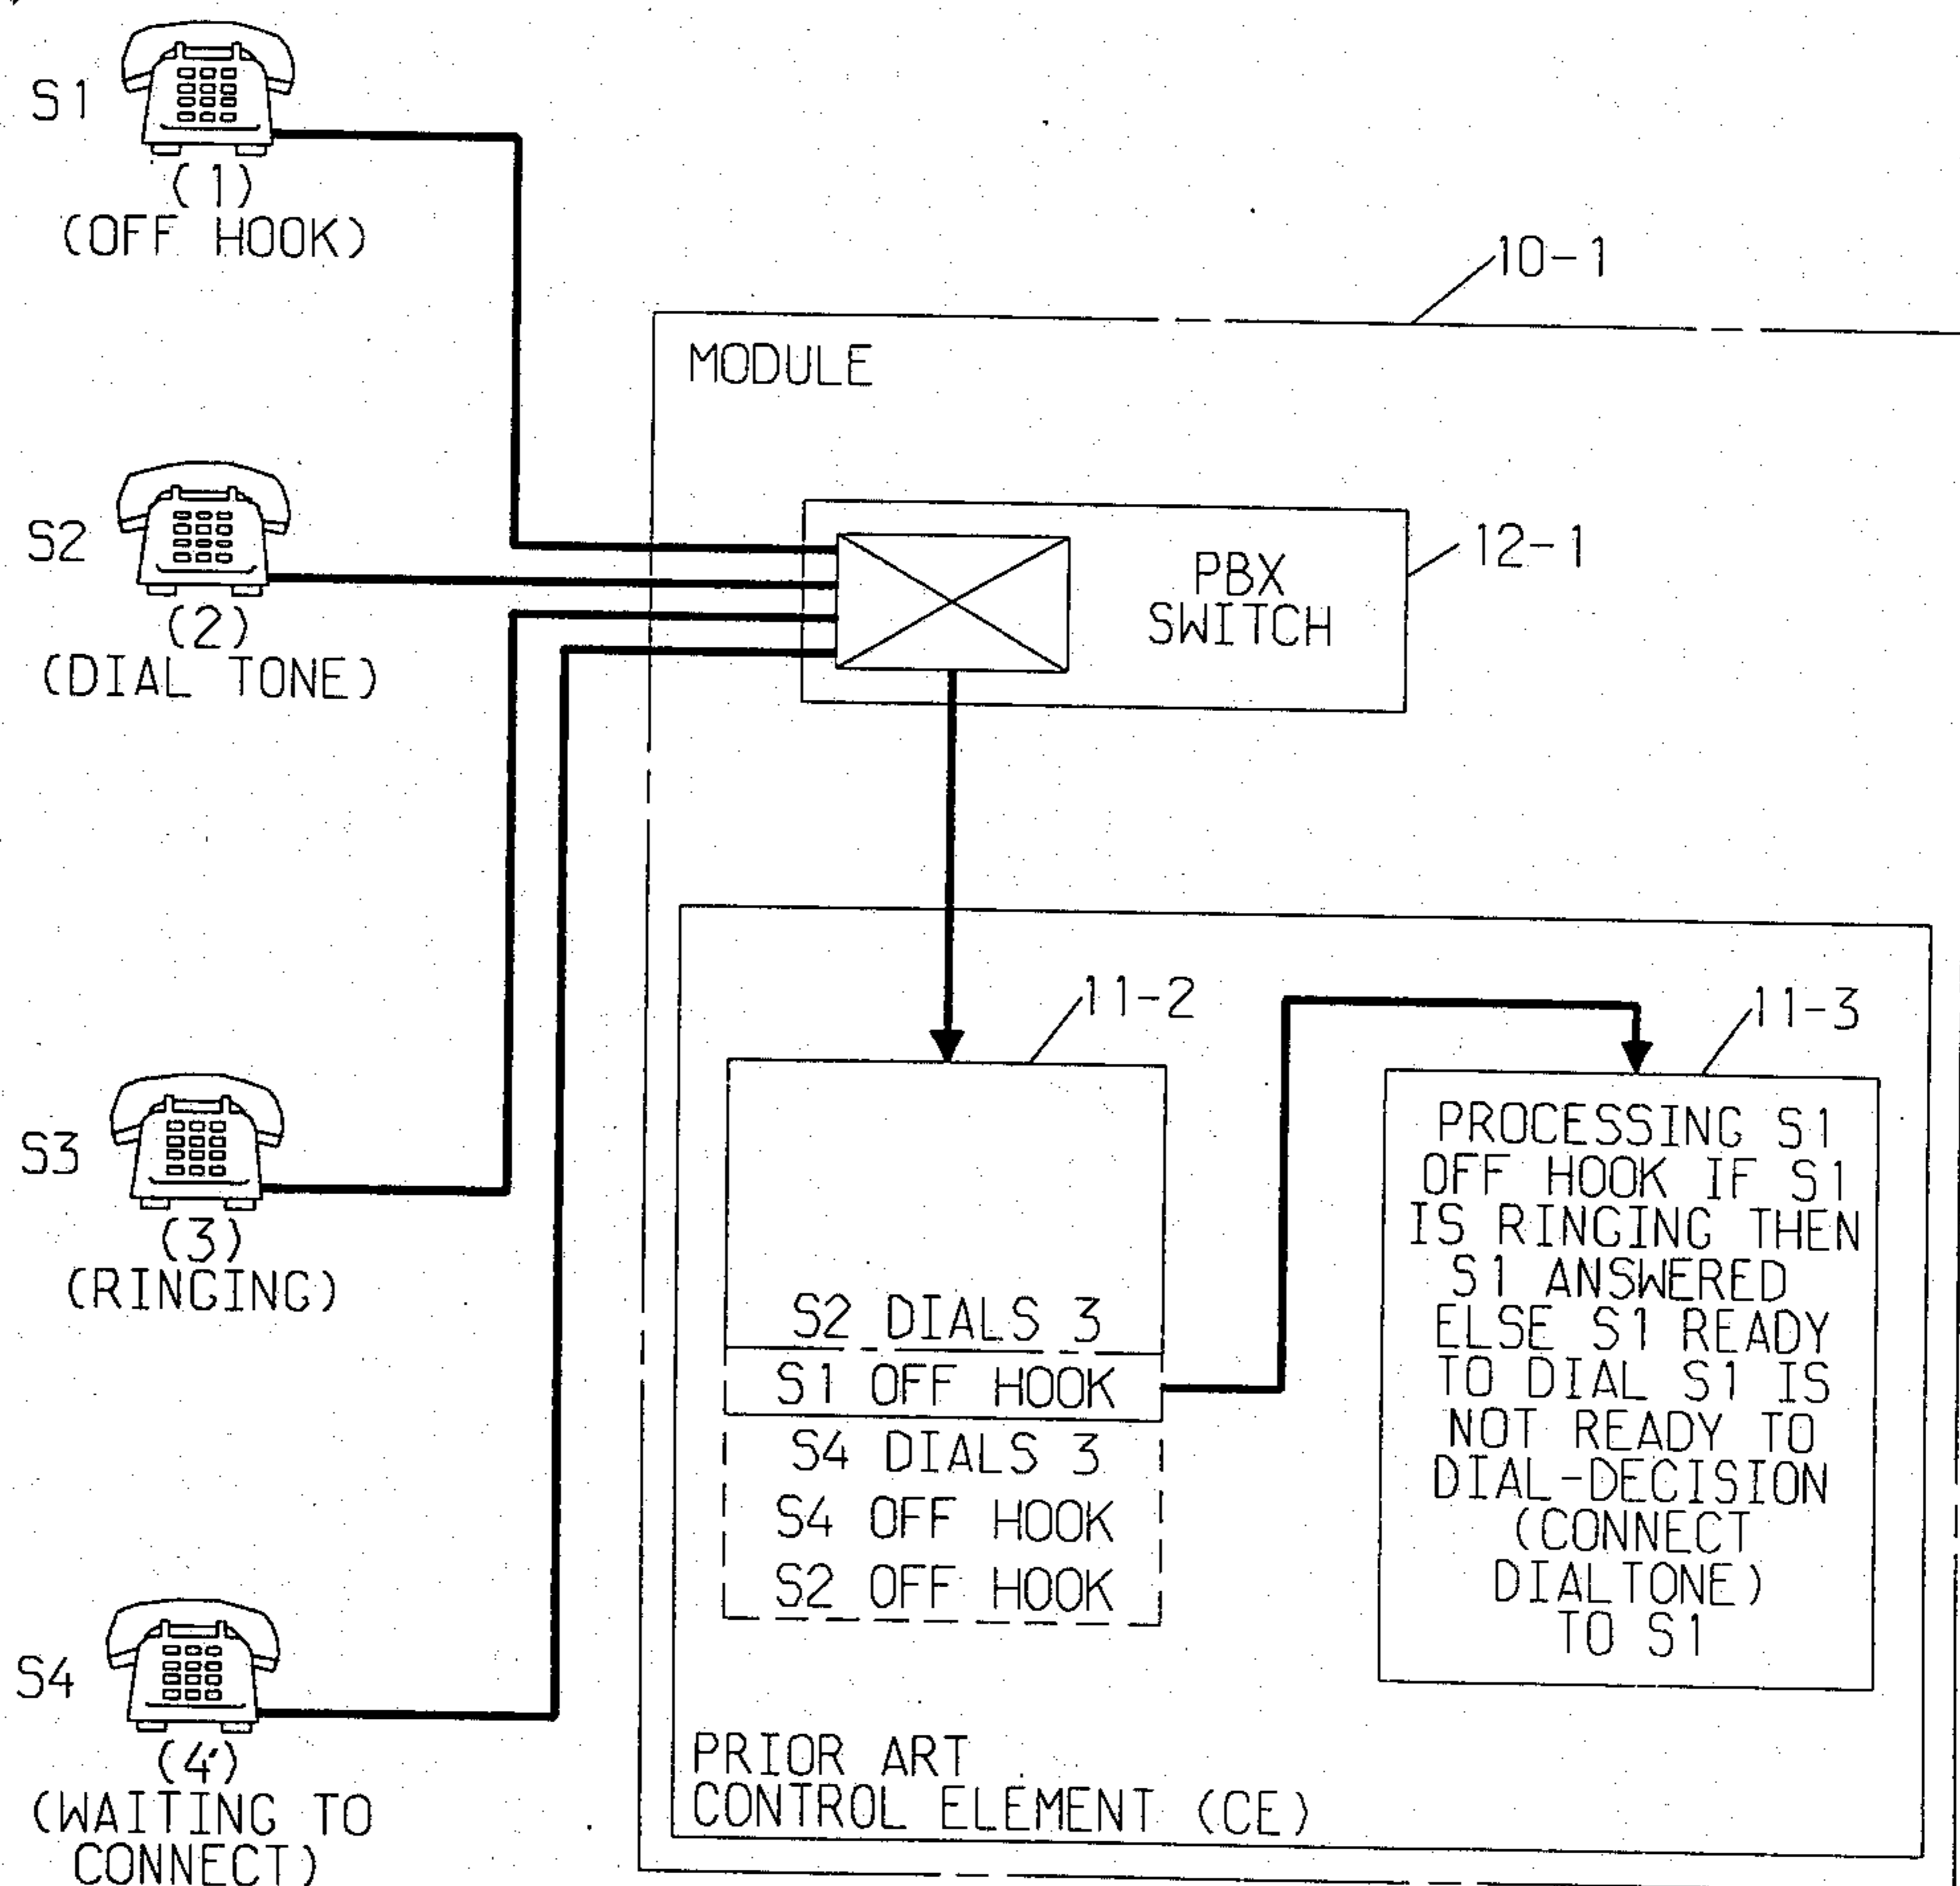 S1
(1)
(OFF HOOK)
10-1
MODULE
S2
(2)
(DIAL TONE)
PBX
SWITCH
12-1
11-2
11-3
S3
(3)
(RINGING)
S2 DIALS 3
S1 OFF HOOK
S4 DIALS 3
S4 OFF HOOK
S2 OFF HOOK
PROCESSING S1
OFF HOOK IF S1
IS RINGING THEN
S1 ANSWERED
ELSE S1 READY
TO DIAL S1 IS
NOT READY TO
DIAL-DECISION
(CONNECT
DIALTONE)
TO S1
S4
(4)
(WAITING TO
CONNECT)
PRIOR ART
CONTROL ELEMENT (CE)